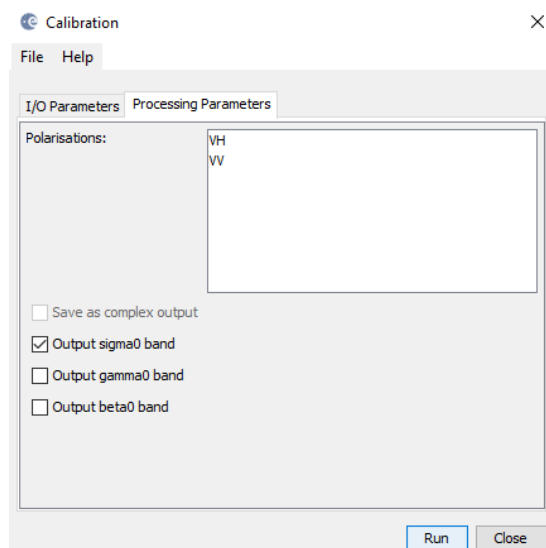 Calibration
File Help
I/O Parameters Processing Parameters
Polarisations:
VH
VV
Save as complex output
Output sigma0 band
Output gamma0 band
Output beta0 band
Run Close